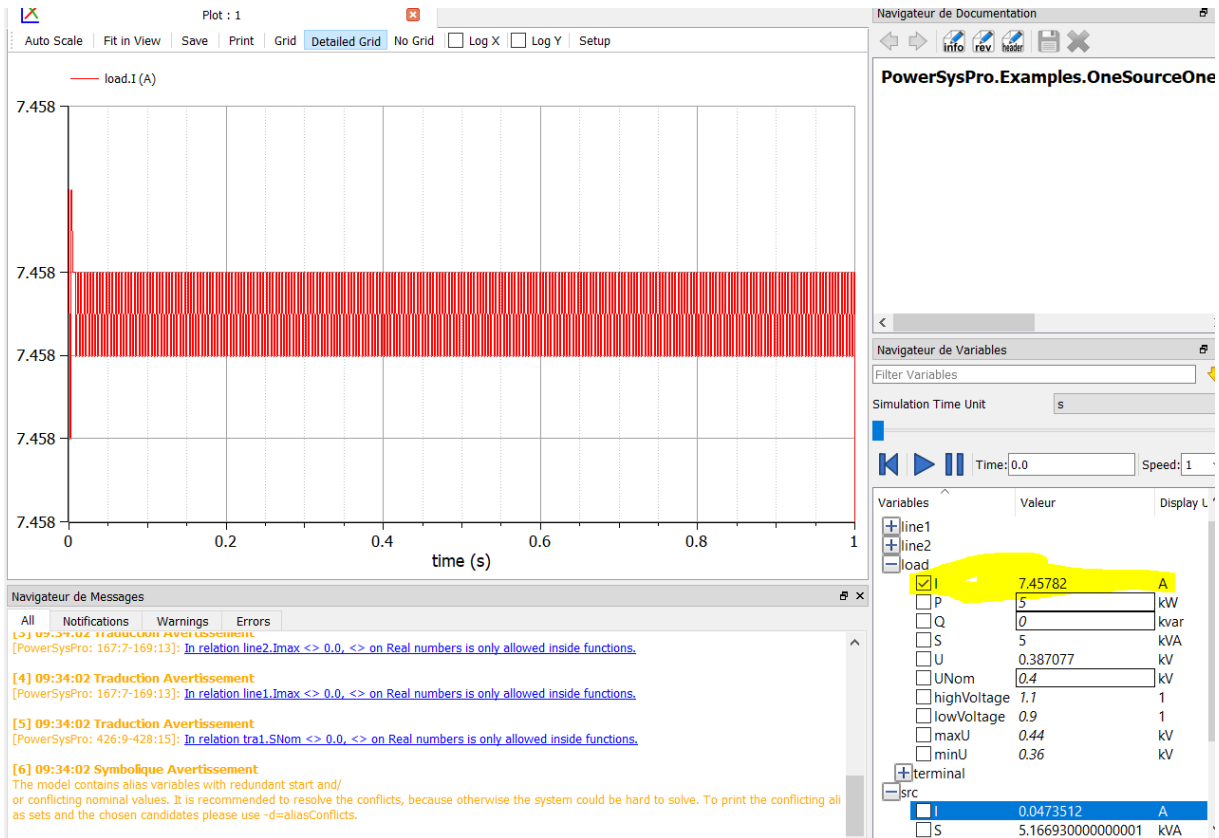 Plot : 1
Auto Scale Fit in View Save Print Grid Detailed Grid No Grid Log X Log Y Setup
load.I (A)
7.458
7.458
7.458
7.458
7.458
0 0.2 0.4 0.6 0.8 1
time (s)
Navigateur de Messages
All Notifications Warnings Errors
[3] 09:34:02 Traduction Avertissement
[PowerSysPro: 167:7-169:13]: In relation line2.Imax <> 0.0, <> on Real numbers is only allowed inside functions.
[4] 09:34:02 Traduction Avertissement
[PowerSysPro: 167:7-169:13]: In relation line1.Imax <> 0.0, <> on Real numbers is only allowed inside functions.
[5] 09:34:02 Traduction Avertissement
[PowerSysPro: 426:9-428:15]: In relation tra1.SNom <> 0.0, <> on Real numbers is only allowed inside functions.
[6] 09:34:02 Symbolique Avertissement
The model contains alias variables with redundant start and/
or conflicting nominal values. It is recommended to resolve the conflicts, because otherwise the system could be hard to solve. To print the conflicting ali
as sets and the chosen candidates please use -d=aliasConflicts.
Navigateur de Documentation
info rev header
PowerSysPro.Examples.OneSourceOne
Navigateur de Variables
Filter Variables
Simulation Time Unit s
Time: 0.0 Speed: 1
Variables Valeur Display U
line1
line2
load
I 7.45782 A
P 5 kW
Q 0 kvar
S 5 kVA
U 0.387077 kV
UNom 0.4 kV
highVoltage 1.1 1
lowVoltage 0.9 1
maxU 0.44 kV
minU 0.36 kV
terminal
src
I 0.0473512 A
S 5.166930000000001 kVA